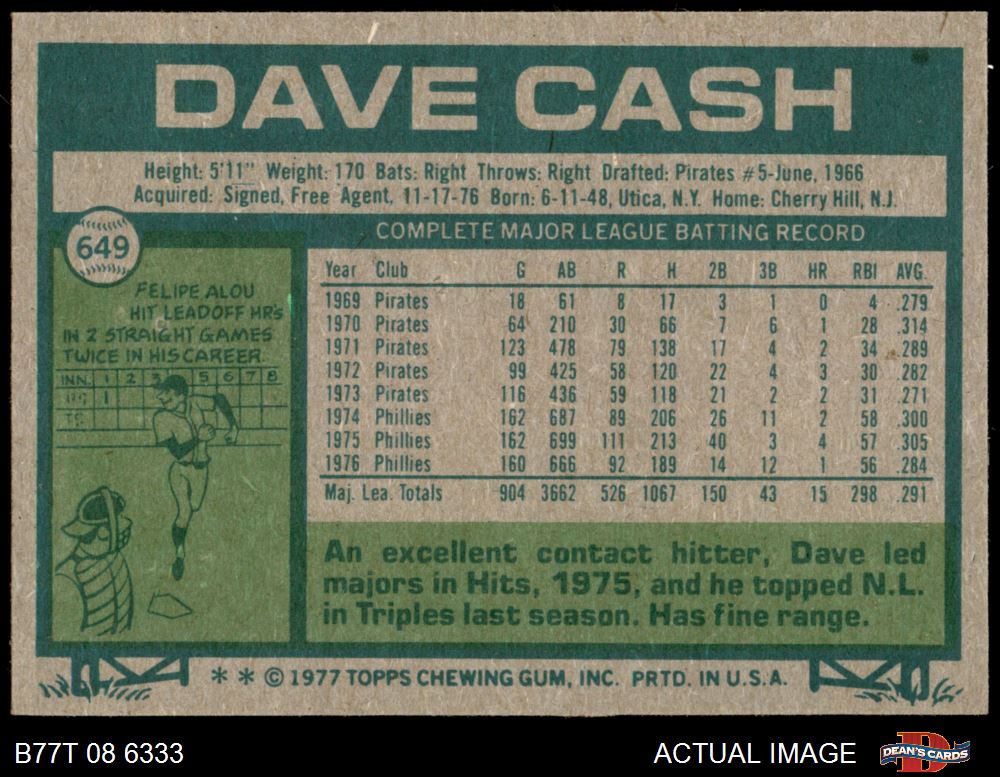 DAVE CASH
Height: 5'11" Weight: 170 Bats: Right Throws: Right Drafted: Pirates #5-June, 1966
Acquired: Signed, Free Agent, 11-17-76 Born: 6-11-48, Utica, N.Y. Home: Cherry Hill, N.J.
649
FELIPE ALOU
HIT LEADOFF HR's
IN 2 STRAIGHT GAMES
TWICE IN HIS CAREER.
INN. 1 2 3 5 6 7 8
1
COMPLETE MAJOR LEAGUE BATTING RECORD
Year Club G AB R H 2B 3B HR RBI AVG.
1969 Pirates 18 61 8 17 3 1 0 4 .279
1970 Pirates 64 210 30 66 7 6 1 28 .314
1971 Pirates 123 478 79 138 17 4 2 34 .289
1972 Pirates 99 425 58 120 22 4 3 30 .282
1973 Pirates 116 436 59 118 21 2 2 31 .271
1974 Phillies 162 687 89 206 26 11 2 58 .300
1975 Phillies 162 699 111 213 40 3 4 57 .305
1976 Phillies 160 666 92 189 14 12 1 56 .284
Maj. Lea. Totals 904 3662 526 1067 150 43 15 298 .291
An excellent contact hitter, Dave led
majors in Hits, 1975, and he topped N.L.
in Triples last season. Has fine range.
* * © 1977 TOPPS CHEWING GUM, INC. PRTD. IN U.S.A.
B77T 08 6333
ACTUAL IMAGE
DEAN'S CARDS